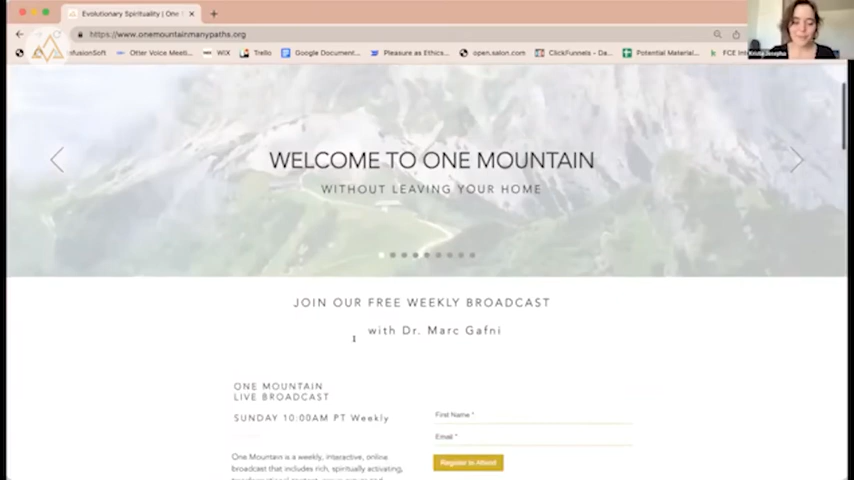 Evolutionary Spirituality | One
https://www.onemountainmanypaths.org
InfusionSoft
Otter Voice Meeti...
WIX
Trello
Google Document...
Pleasure as Ethics...
open.salon.com
ClickFunnels - Da...
Potential Material...
FCE
WELCOME TO ONE MOUNTAIN
WITHOUT LEAVING YOUR HOME
JOIN OUR FREE WEEKLY BROADCAST
with Dr. Marc Gafni
ONE MOUNTAIN
LIVE BROADCAST
SUNDAY 10:00AM PT Weekly
First Name *
Email *
Register to Attend
One Mountain is a weekly, interactive, online
broadcast that includes rich, spiritually activating,